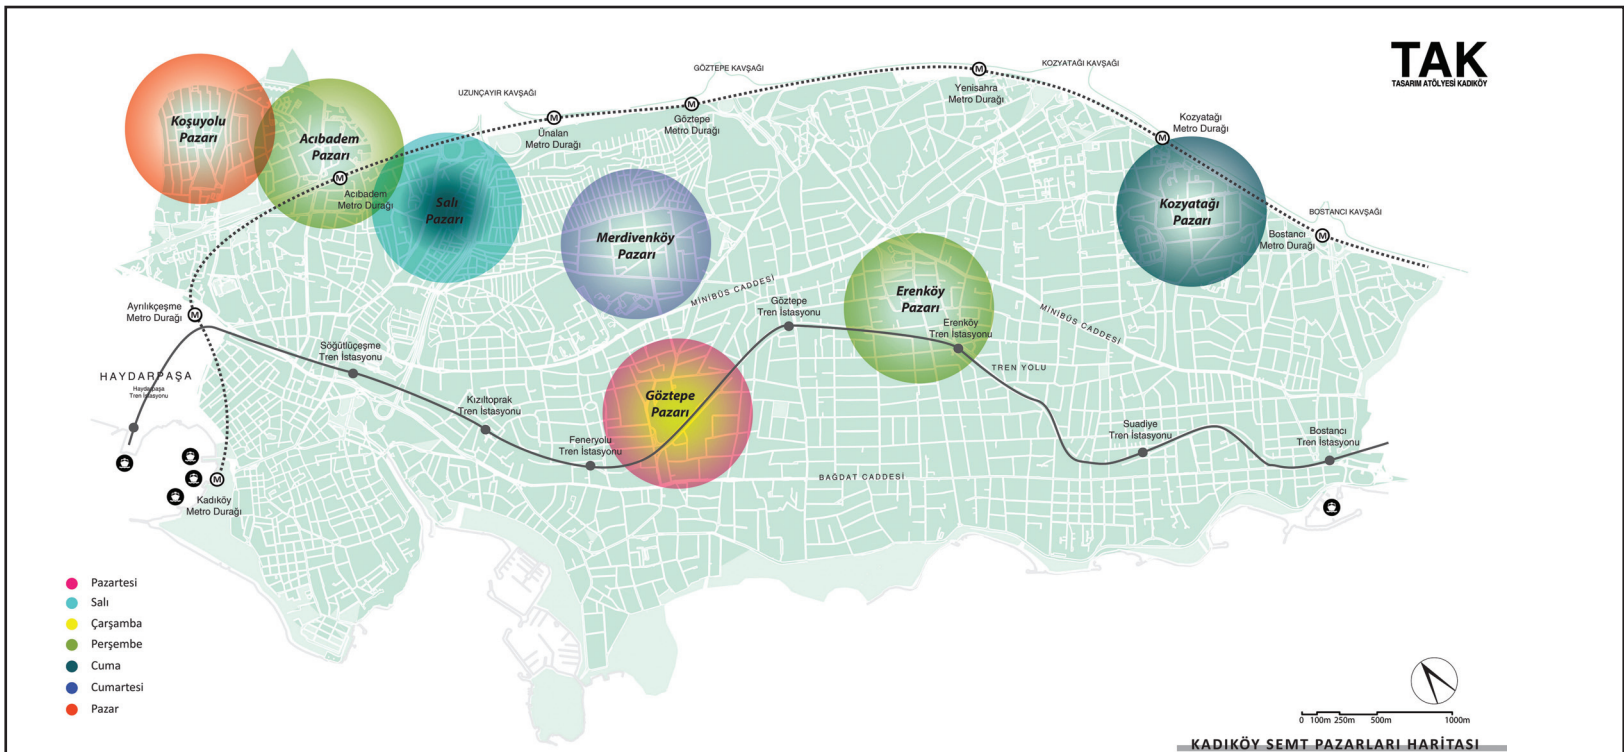 TAK
TASARIM ATÖLYESİ KADIKÖY
GÖZTEPE KAVŞAĞI
KOZYATAĞI KAVŞAĞI
UZUNÇAYIR KAVŞAĞI
M
Yenisahra
Metro Durağı
M
Göztepe
Metro Durağı
M
Ünalan
Metro Durağı
Koşuyolu
Pazarı
Acıbadem
Pazarı
M
Acıbadem
Metro Durağı
Kozyatağı
Metro Durağı
M
Salı
Pazarı
Kozyatağı
Pazarı
BOSTANCI KAVŞAĞI
Bostancı
Metro Durağı
M
Merdivenköy
Pazarı
MİNİBÜS CADDESİ
Erenköy
Pazarı
Göztepe
Tren İstasyonu
Ayrılıkçeşme
Metro Durağı
M
MİNİBÜS CADDESİ
Erenköy
Tren İstasyonu
Söğütlüçeşme
Tren İstasyonu
TREN YOLU
HAYDARPAŞA
Haydarpaşa
Tren İstasyonu
Göztepe
Pazarı
Kızıltoprak
Tren İstasyonu
Feneryolu
Tren İstasyonu
Suadiye
Tren İstasyonu
Bostancı
Tren İstasyonu
BAĞDAT CADDESİ
M
Kadıköy
Metro Durağı
Pazartesi
Salı
Çarşamba
Perşembe
Cuma
Cumartesi
Pazar
0 100m 250m 500m 1000m
KADIKÖY SEMT PAZARLARI HARİTASI